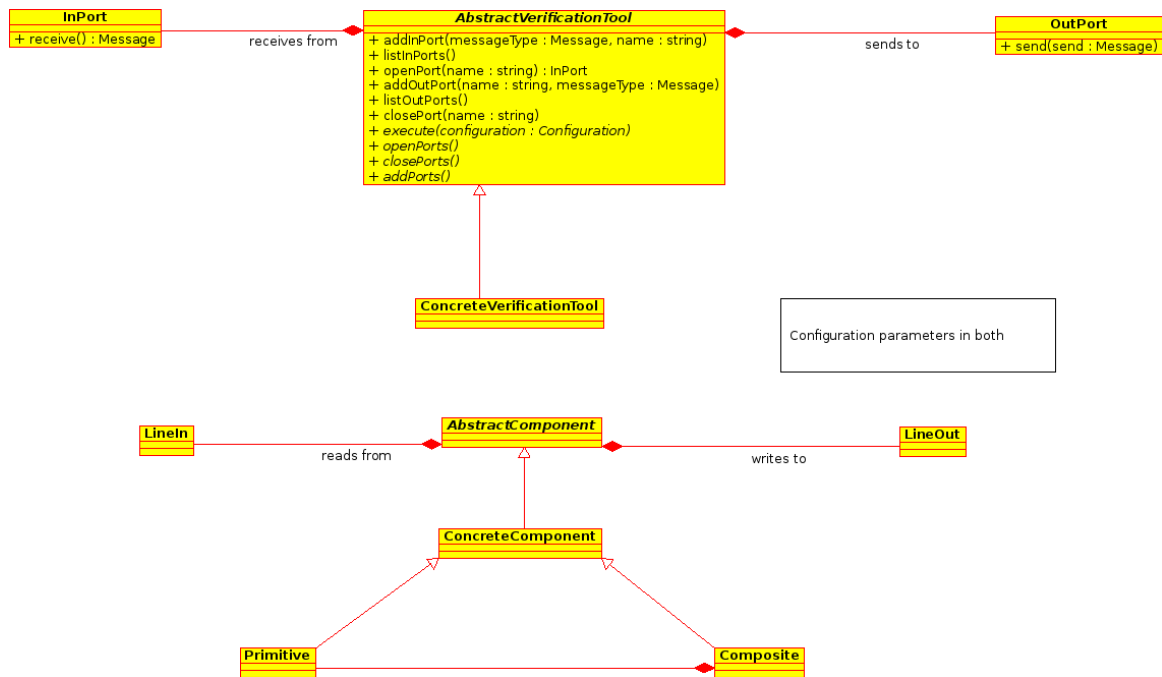 InPort
+ receive() : Message
receives from
AbstractVerificationTool
+ addInPort(messageType : Message, name : string)
+ listInPorts()
+ openPort(name : string) : InPort
+ addOutPort(name : string, messageType : Message)
+ listOutPorts()
+ closePort(name : string)
+ execute(configuration : Configuration)
+ openPorts()
+ closePorts()
+ addPorts()
sends to
OutPort
+ send(send : Message)
ConcreteVerificationTool
Configuration parameters in both
LineIn
reads from
AbstractComponent
writes to
LineOut
ConcreteComponent
Primitive
Composite